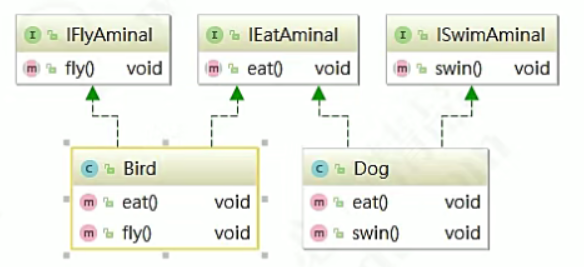 I IFlyAminal
m fly() void
I IEatAminal
m eat() void
I ISwimAminal
m swin() void
C Bird
m eat() void
m fly() void
C Dog
m eat() void
m swin() void